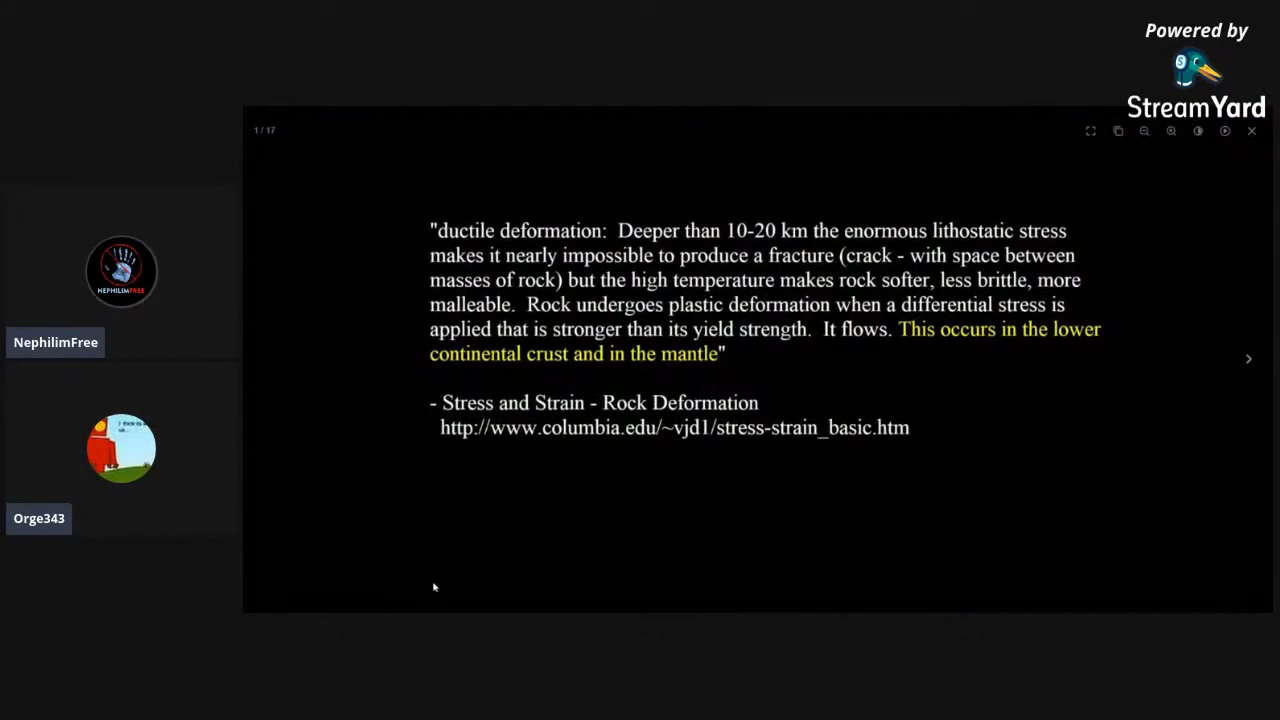 Powered by
StreamYard
1 / 17
"ductile deformation: Deeper than 10-20 km the enormous lithostatic stress
makes it nearly impossible to produce a fracture (crack - with space between
masses of rock) but the high temperature makes rock softer, less brittle, more
malleable. Rock undergoes plastic deformation when a differential stress is
applied that is stronger than its yield strength. It flows. This occurs in the lower
continental crust and in the mantle"
- Stress and Strain - Rock Deformation
http://www.columbia.edu/~vjd1/stress-strain_basic.htm
NEPHILIMFREE
NephilimFree
Orge343